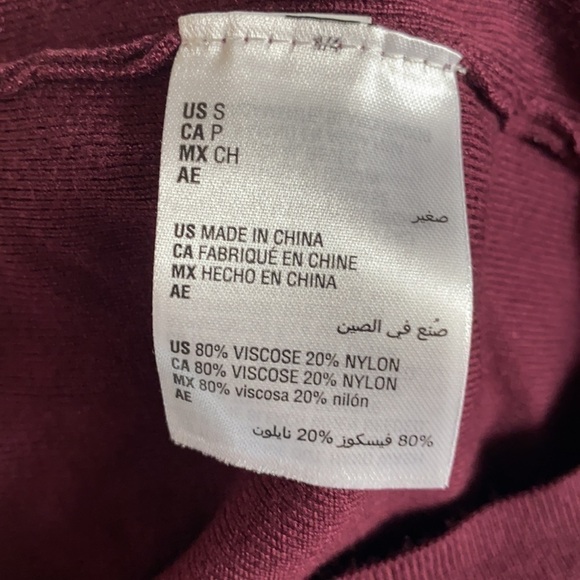 US S
CA P
MX CH
AE
صغير
US MADE IN CHINA
CA FABRIQUÉ EN CHINE
MX HECHO EN CHINA
AE
صُنع في الصين
US 80% VISCOSE 20% NYLON
CA 80% VISCOSE 20% NYLON
MX 80% viscosa 20% nilón
AE
80% فيسكوز 20% نايلون